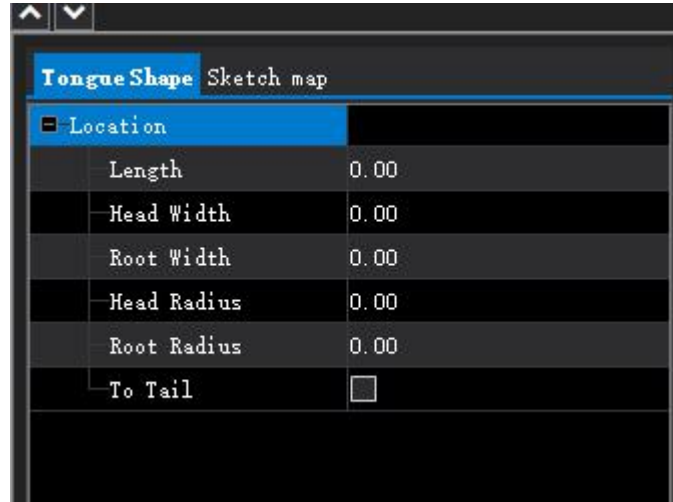 Tongue Shape Sketch map
Location
Length 0.00
Head Width 0.00
Root Width 0.00
Head Radius 0.00
Root Radius 0.00
To Tail